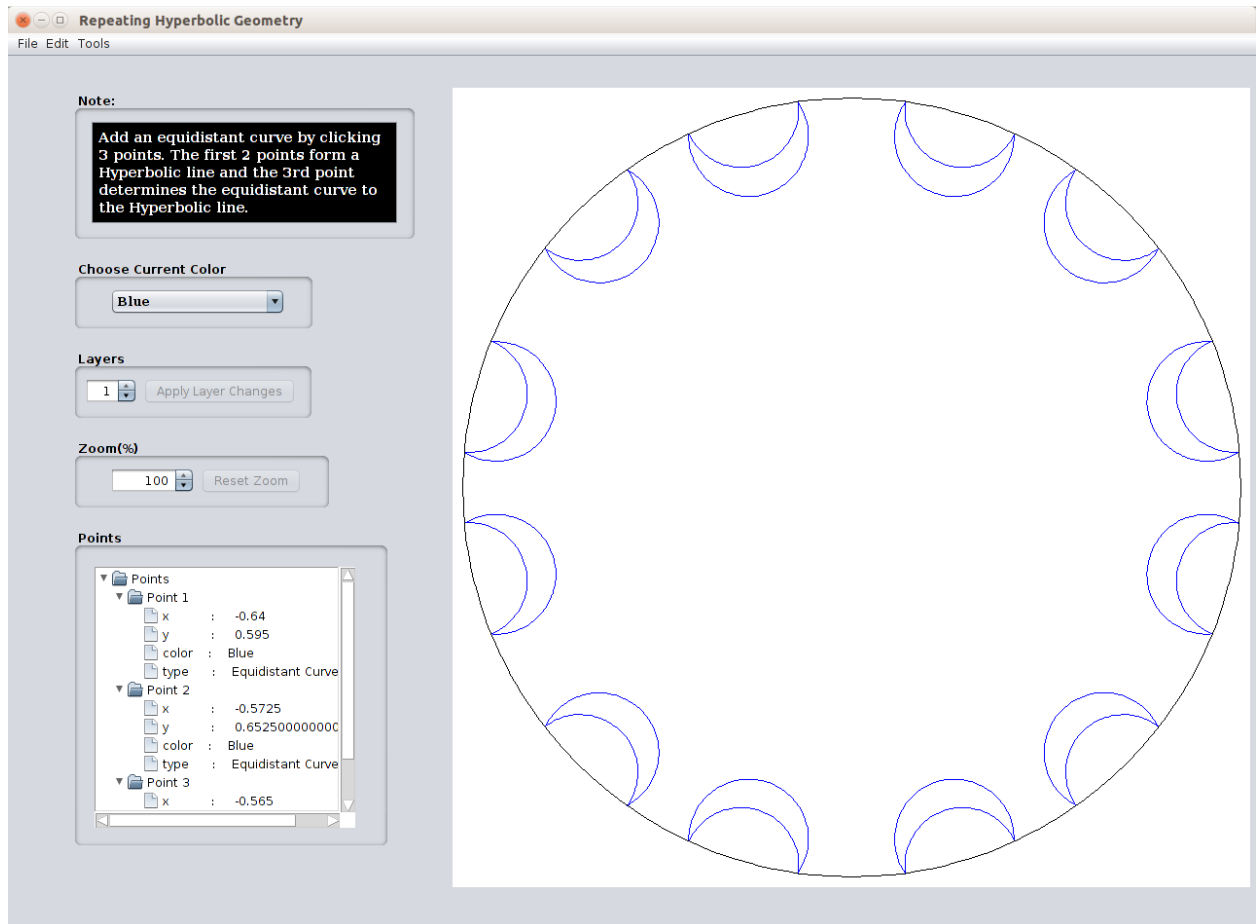 Repeating Hyperbolic Geometry
File Edit Tools
Note:
Add an equidistant curve by clicking
3 points. The first 2 points form a
Hyperbolic line and the 3rd point
determines the equidistant curve to
the Hyperbolic line.
Choose Current Color
Blue
Layers
1 Apply Layer Changes
Zoom(%)
100 Reset Zoom
Points
Points
Point 1
x : -0.64
y : 0.595
color : Blue
type : Equidistant Curve
Point 2
x : -0.5725
y : 0.652500000000
color : Blue
type : Equidistant Curve
Point 3
x : -0.565